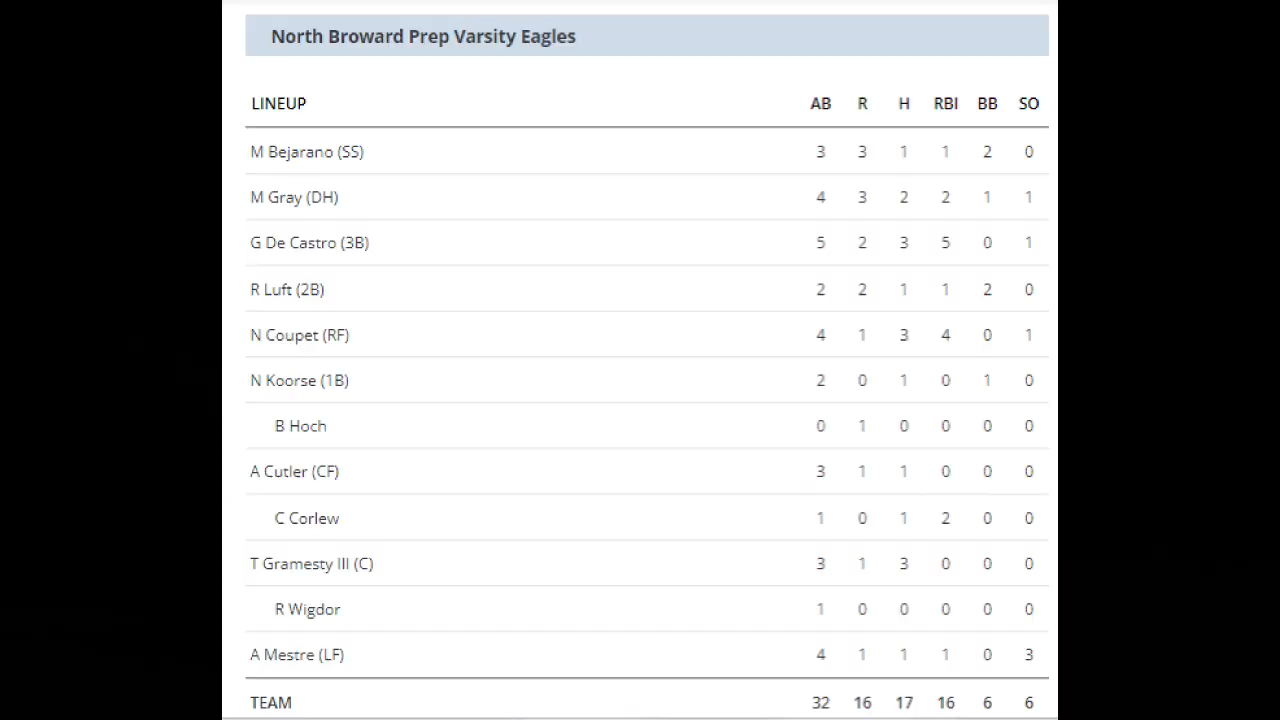 North Broward Prep Varsity Eagles
LINEUP AB R H RBI BB SO
M Bejarano (SS) 3 3 1 1 2 0
M Gray (DH) 4 3 2 2 1 1
G De Castro (3B) 5 2 3 5 0 1
R Luft (2B) 2 2 1 1 2 0
N Coupet (RF) 4 1 3 4 0 1
N Koorse (1B) 2 0 1 0 1 0
B Hoch 0 1 0 0 0 0
A Cutler (CF) 3 1 1 0 0 0
C Corlew 1 0 1 2 0 0
T Gramesty III (C) 3 1 3 0 0 0
R Wigdor 1 0 0 0 0 0
A Mestre (LF) 4 1 1 1 0 3
TEAM 32 16 17 16 6 6